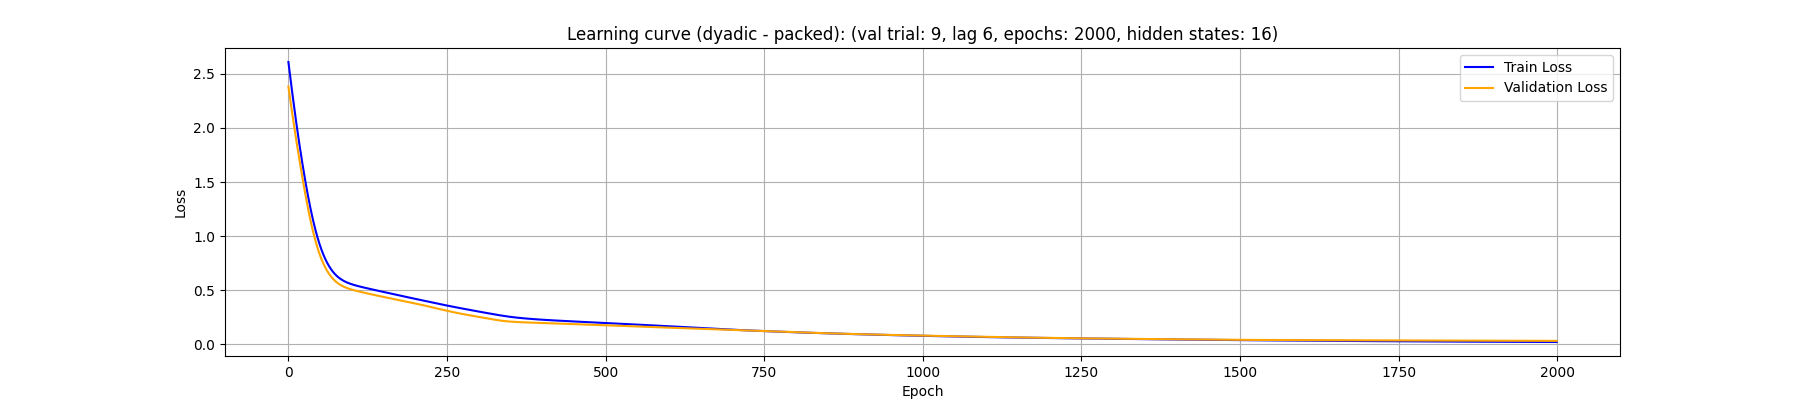 Learning curve (dyadic - packed): (val trial: 9, lag 6, epochs: 2000, hidden states: 16)
Train Loss
Validation Loss
2.5
2.0
1.5
1.0
0.5
0.0
Loss
0 250 500 750 1000 1250 1500 1750 2000
Epoch